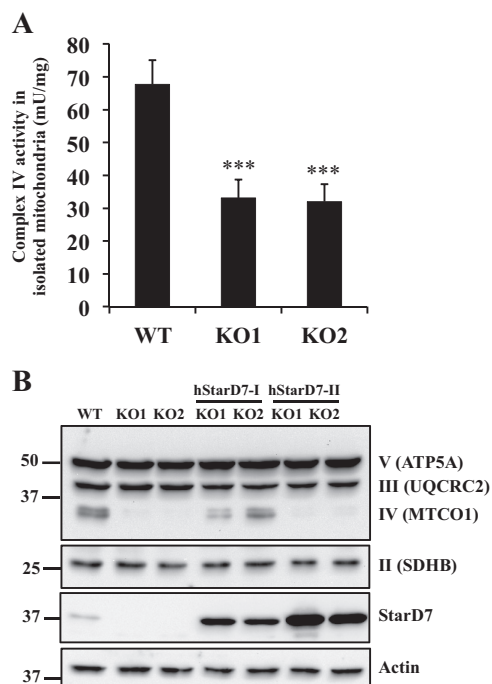 A
Complex IV activity in
isolated mitochondria (mU/mg)
80
70
60
50
40
30
20
10
0
***
***
WT KO1 KO2
B
hStarD7-I hStarD7-II
WT KO1 KO2 KO1 KO2 KO1 KO2
50
37
V (ATP5A)
III (UQCRC2)
IV (MTCO1)
25
II (SDHB)
37
StarD7
37
Actin